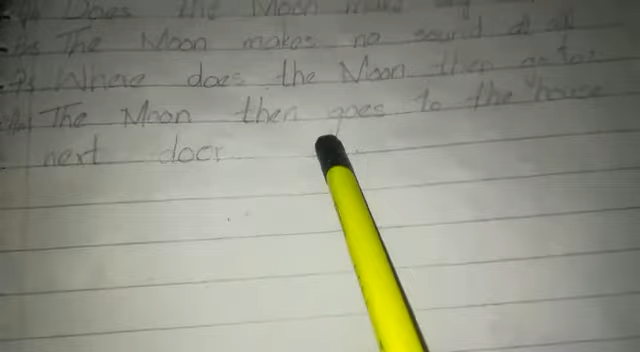 Does the Moon make
The Moon makes no sound at all
Where does the Moon then
The Moon then goes to the house
next door